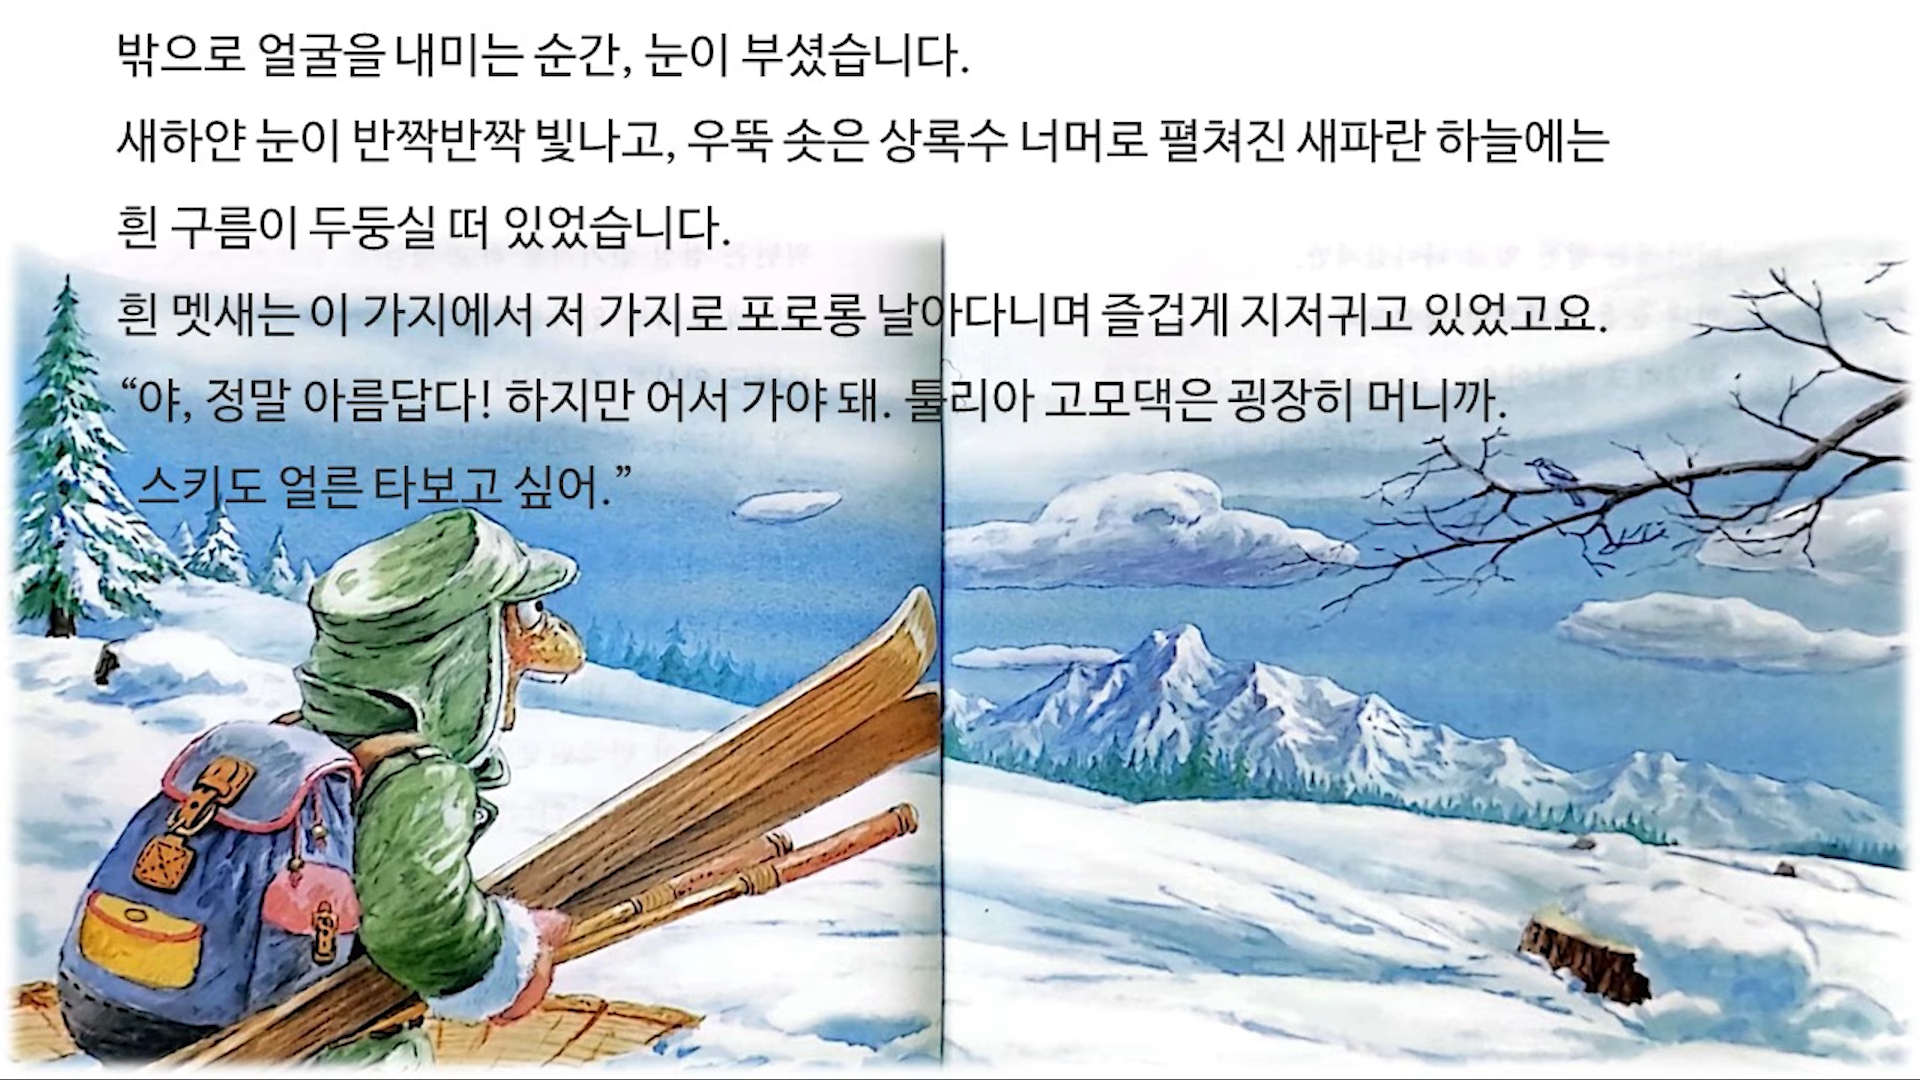 밖으로 얼굴을 내미는 순간, 눈이 부셨습니다.
새하얀 눈이 반짝반짝 빛나고, 우뚝 솟은 상록수 너머로 펼쳐진 새파란 하늘에는
흰 구름이 두둥실 떠 있었습니다.
흰 멧새는 이 가지에서 저 가지로 포로롱 날아다니며 즐겁게 지저귀고 있었고요.
“야, 정말 아름답다! 하지만 어서 가야 돼. 툴리아 고모댁은 굉장히 머니까.
스키도 얼른 타보고 싶어.”